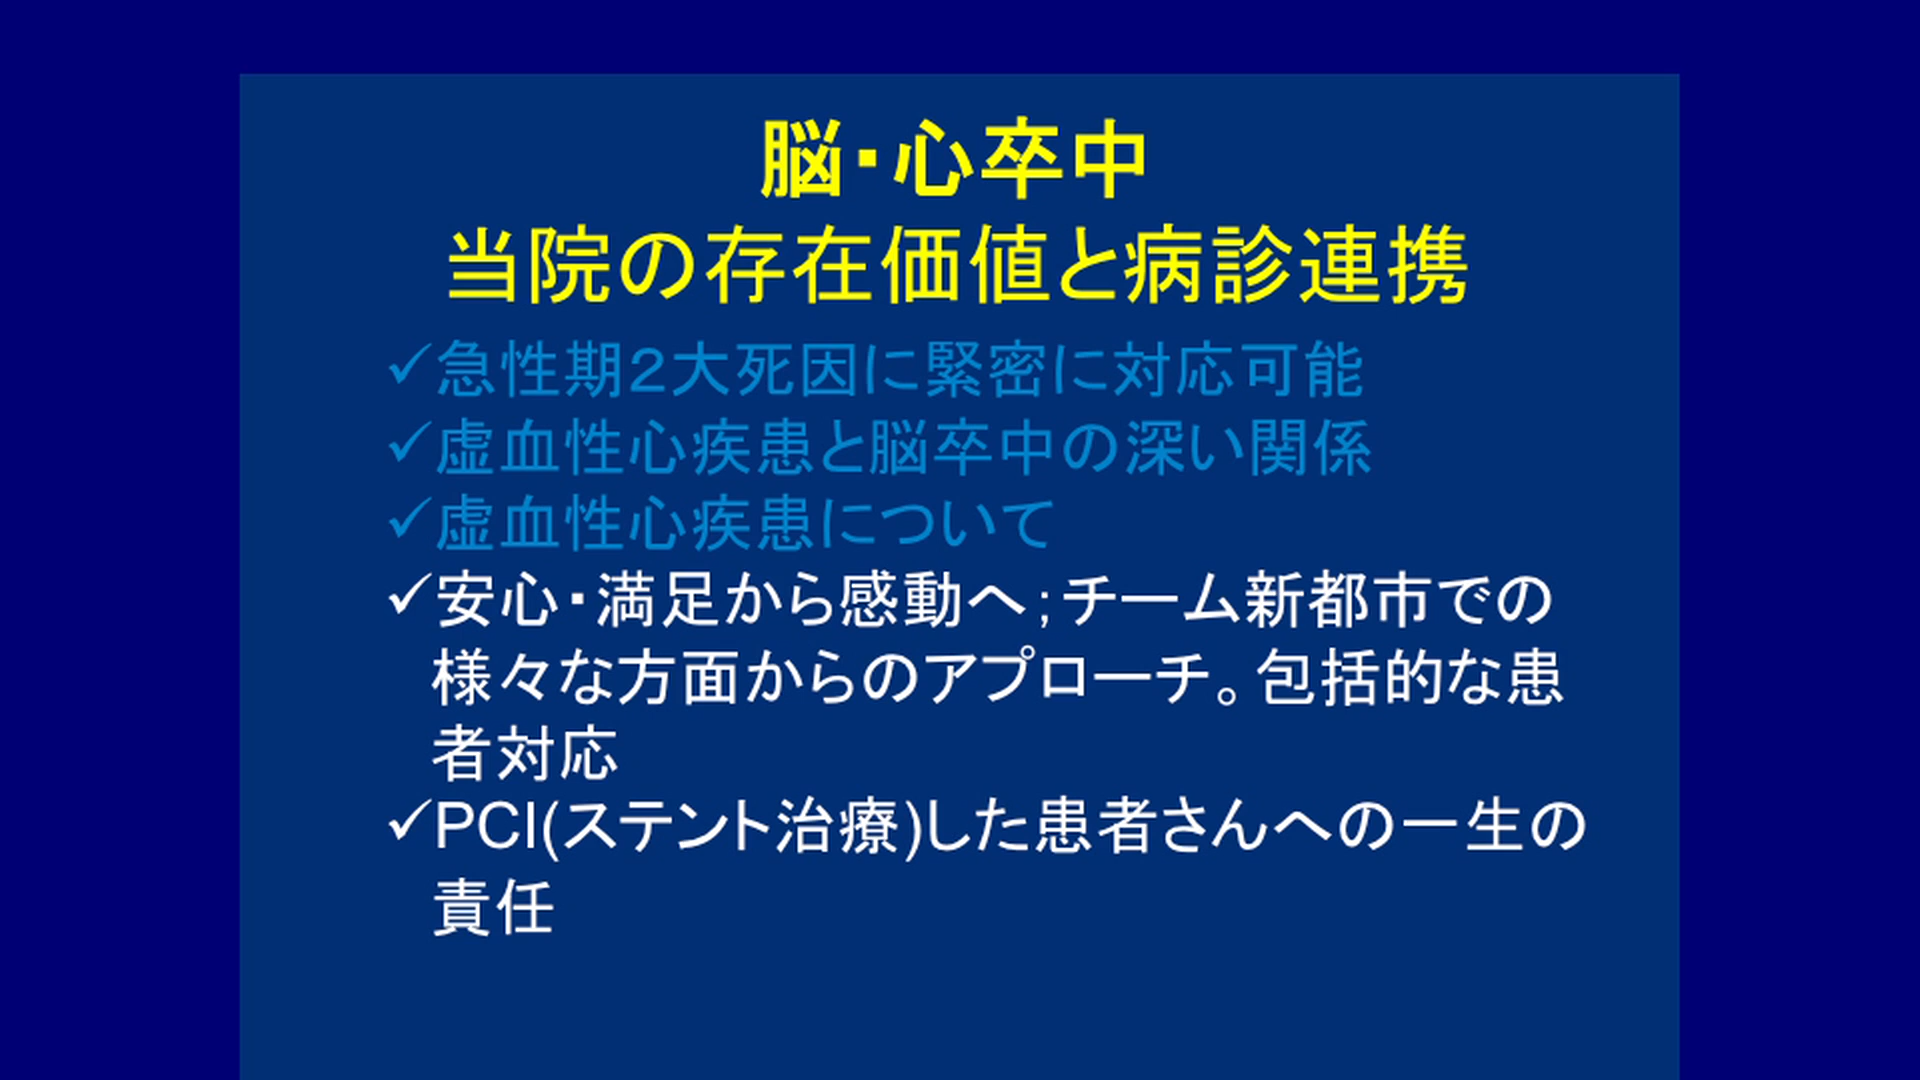 脳・心卒中
当院の存在価値と病診連携
✓急性期２大死因に緊密に対応可能
✓虚血性心疾患と脳卒中の深い関係
✓虚血性心疾患について
✓安心・満足から感動へ；チーム新都市での
様々な方面からのアプローチ。包括的な患
者対応
✓PCI(ステント治療)した患者さんへの一生の
責任